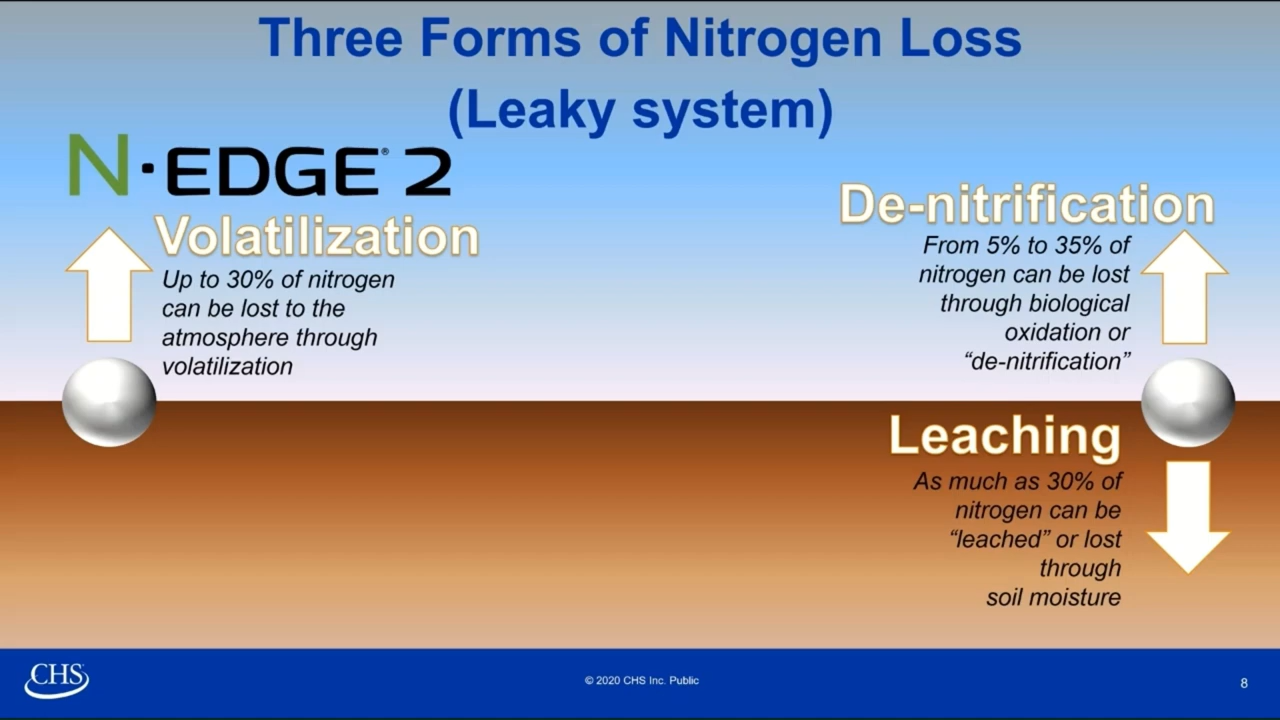 Three Forms of Nitrogen Loss
(Leaky system)
N·EDGE® 2
Volatilization
Up to 30% of nitrogen
can be lost to the
atmosphere through
volatilization
De-nitrification
From 5% to 35% of
nitrogen can be lost
through biological
oxidation or
“de-nitrification”
Leaching
As much as 30% of
nitrogen can be
“leached” or lost
through
soil moisture
CHS
© 2020 CHS Inc. Public
8